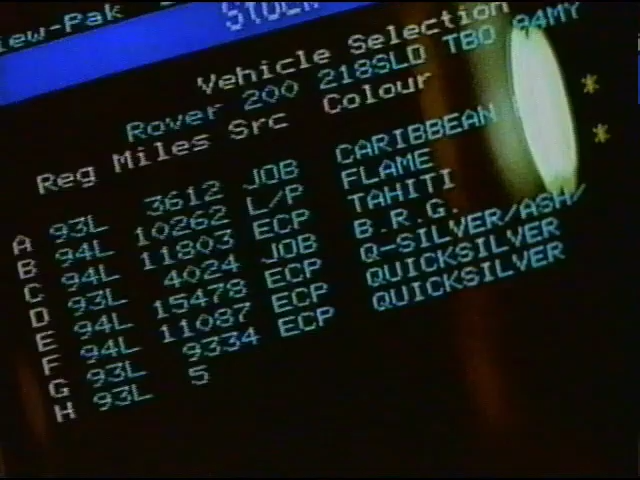 iew-Pak
Vehicle Selection
Rover 200 218SLD TBO 94MY
Reg Miles Src Colour
A 93L 3612 JOB CARIBBEAN *
B 94L 10262 L/P FLAME
C 94L 11803 ECP TAHITI *
D 93L 4024 JOB B.R.G.
E 94L 15478 ECP Q-SILVER/ASH/
F 94L 11087 ECP QUICKSILVER
G 93L 9334 ECP QUICKSILVER
H 93L 5